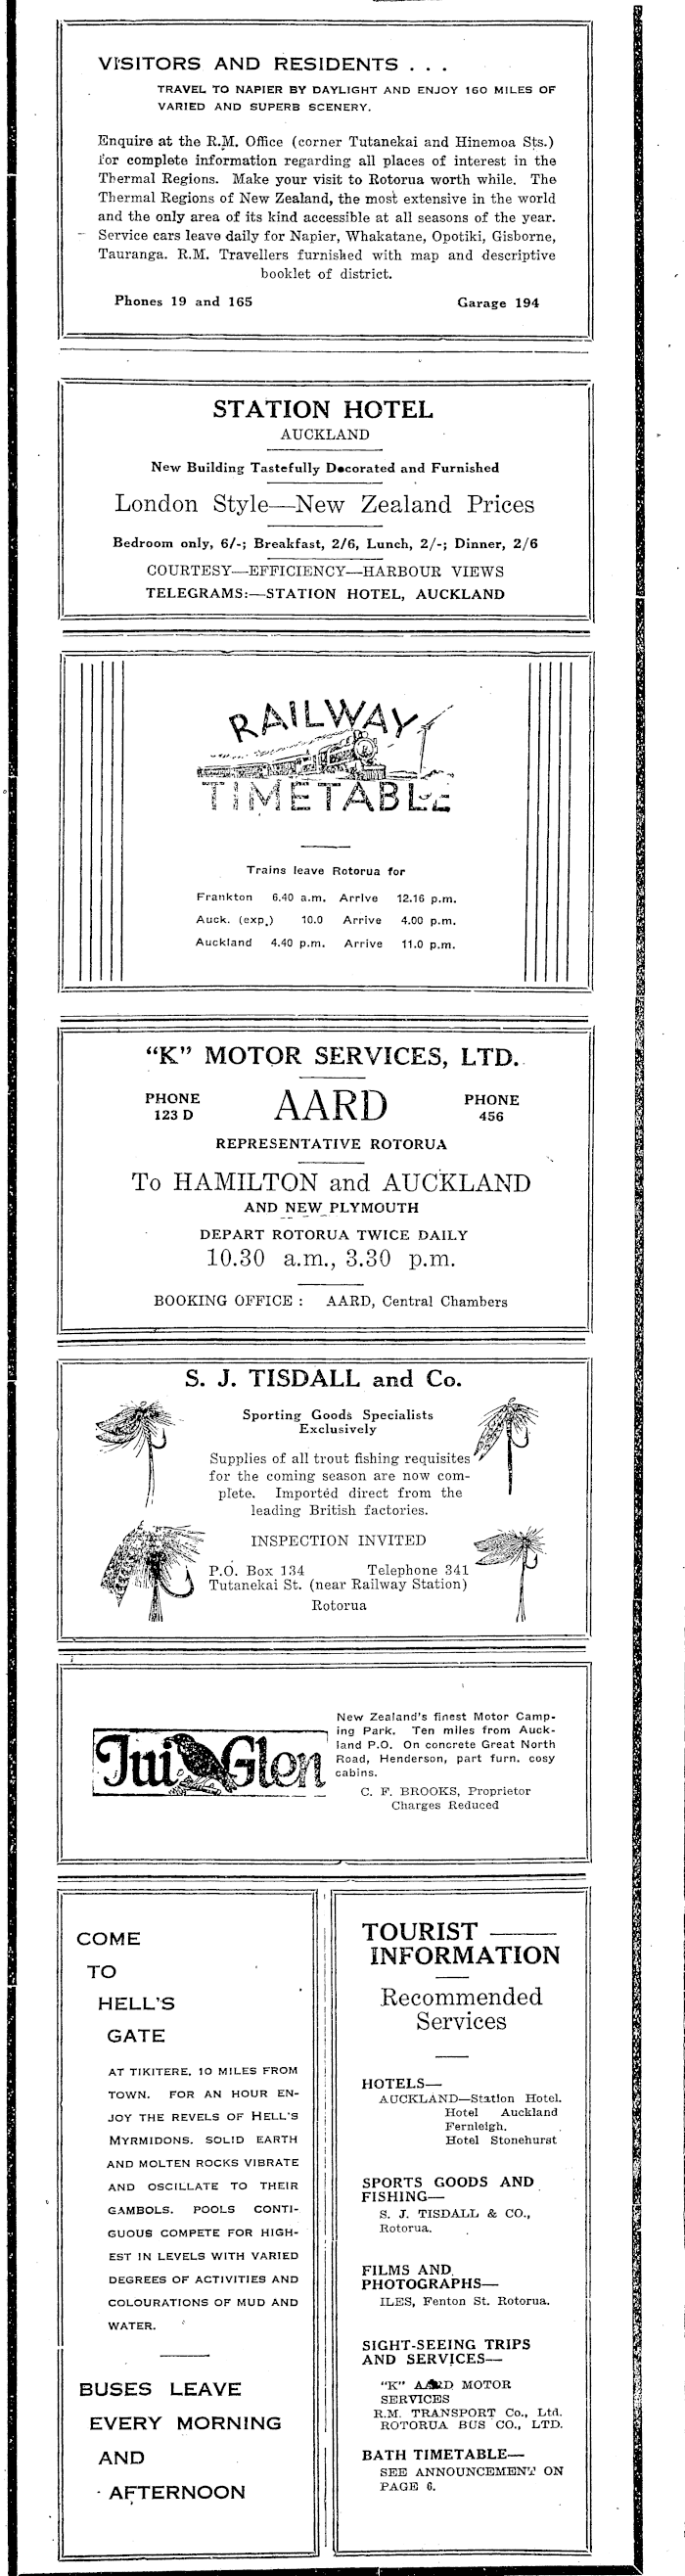 VISITORS AND RESIDENTS . . .
TRAVEL TO NAPIER BY DAYLIGHT AND ENJOY 160 MILES OF
VARIED AND SUPERB SCENERY.
Enquire at the R.M. Office (corner Tutanekai and Hinemoa Sts.)
for complete information regarding all places of interest in the
Thermal Regions. Make your visit to Rotorua worth while. The
Thermal Regions of New Zealand, the most extensive in the world
and the only area of its kind accessible at all seasons of the year.
Service cars leave daily for Napier, Whakatane, Opotiki, Gisborne,
Tauranga. R.M. Travellers furnished with map and descriptive
booklet of district.
Phones 19 and 165 Garage 194
STATION HOTEL
AUCKLAND
New Building Tastefully Decorated and Furnished
London Style—New Zealand Prices
Bedroom only, 6/-; Breakfast, 2/6, Lunch, 2/-; Dinner, 2/6
COURTESY—EFFICIENCY—HARBOUR VIEWS
TELEGRAMS:—STATION HOTEL, AUCKLAND
RAILWAY
TIMETABLE
Trains leave Rotorua for
Frankton 6.40 a.m. Arrive 12.16 p.m.
Auck. (exp.) 10.0 Arrive 4.00 p.m.
Auckland 4.40 p.m. Arrive 11.0 p.m.
"K" MOTOR SERVICES, LTD.
PHONE 123 D AARD PHONE 456
REPRESENTATIVE ROTORUA
To HAMILTON and AUCKLAND
AND NEW PLYMOUTH
DEPART ROTORUA TWICE DAILY
10.30 a.m., 3.30 p.m.
BOOKING OFFICE : AARD, Central Chambers
S. J. TISDALL and Co.
Sporting Goods Specialists
Exclusively
Supplies of all trout fishing requisites
for the coming season are now com-
plete. Imported direct from the
leading British factories.
INSPECTION INVITED
P.O. Box 134 Telephone 341
Tutanekai St. (near Railway Station)
Rotorua
Tui Glen
New Zealand's finest Motor Camp-
ing Park. Ten miles from Auck-
land P.O. On concrete Great North
Road, Henderson, part furn. cosy
cabins.
C. F. BROOKS, Proprietor
Charges Reduced
COME
TO
HELL'S
GATE
AT TIKITERE, 10 MILES FROM
TOWN. FOR AN HOUR EN-
JOY THE REVELS OF HELL'S
MYRMIDONS. SOLID EARTH
AND MOLTEN ROCKS VIBRATE
AND OSCILLATE TO THEIR
GAMBOLS. POOLS CONTI-
GUOUS COMPETE FOR HIGH-
EST IN LEVELS WITH VARIED
DEGREES OF ACTIVITIES AND
COLOURATIONS OF MUD AND
WATER.
BUSES LEAVE
EVERY MORNING
AND
AFTERNOON
TOURIST
INFORMATION
Recommended
Services
HOTELS—
AUCKLAND—Station Hotel.
Hotel Auckland
Fernleigh.
Hotel Stonehurst
SPORTS GOODS AND
FISHING—
S. J. TISDALL & CO.,
Rotorua.
FILMS AND
PHOTOGRAPHS—
ILES, Fenton St. Rotorua.
SIGHT-SEEING TRIPS
AND SERVICES—
"K" AARD MOTOR
SERVICES
R.M. TRANSPORT Co., Ltd.
ROTORUA BUS CO., LTD.
BATH TIMETABLE—
SEE ANNOUNCEMENT ON
PAGE 6.